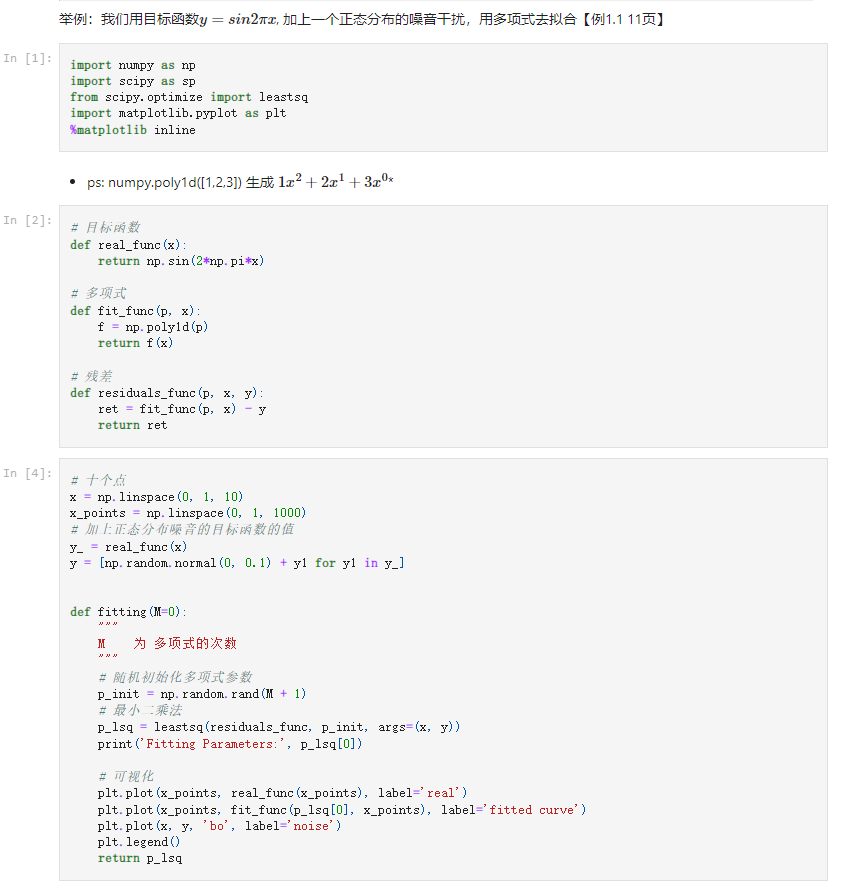 举例：我们用目标函数y = sin2πx, 加上一个正态分布的噪音干扰，用多项式去拟合【例1.1 11页】
In [1]:
import numpy as np
import scipy as sp
from scipy.optimize import leastsq
import matplotlib.pyplot as plt
%matplotlib inline
• ps: numpy.poly1d([1,2,3]) 生成 1x² + 2x¹ + 3x⁰*
In [2]:
# 目标函数
def real_func(x):
    return np.sin(2*np.pi*x)
# 多项式
def fit_func(p, x):
    f = np.poly1d(p)
    return f(x)
# 残差
def residuals_func(p, x, y):
    ret = fit_func(p, x) - y
    return ret
In [4]:
# 十个点
x = np.linspace(0, 1, 10)
x_points = np.linspace(0, 1, 1000)
# 加上正态分布噪音的目标函数的值
y_ = real_func(x)
y = [np.random.normal(0, 0.1) + y1 for y1 in y_]
def fitting(M=0):
    """
    M    为 多项式的次数
    """
    # 随机初始化多项式参数
    p_init = np.random.rand(M + 1)
    # 最小二乘法
    p_lsq = leastsq(residuals_func, p_init, args=(x, y))
    print('Fitting Parameters:', p_lsq[0])
    # 可视化
    plt.plot(x_points, real_func(x_points), label='real')
    plt.plot(x_points, fit_func(p_lsq[0], x_points), label='fitted curve')
    plt.plot(x, y, 'bo', label='noise')
    plt.legend()
    return p_lsq